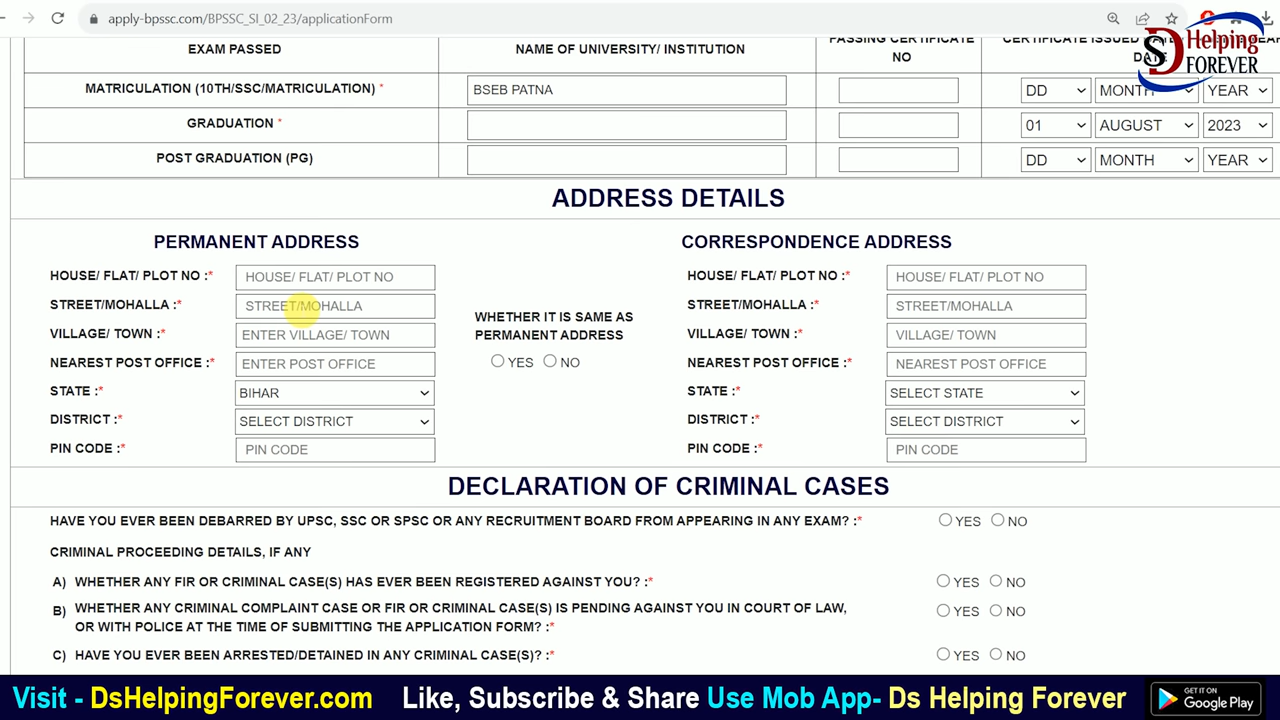 apply-bpssc.com/BPSSC_SI_02_23/applicationForm
Helping
SD
FOREVER
EXAM PASSED
NAME OF UNIVERSITY/ INSTITUTION
PASSING CERTIFICATE
NO
CERTIFICATE ISSUED DATE
MATRICULATION (10TH/SSC/MATRICULATION) * BSEB PATNA DD MONTH YEAR
GRADUATION * 01 AUGUST 2023
POST GRADUATION (PG) DD MONTH YEAR
ADDRESS DETAILS
PERMANENT ADDRESS
HOUSE/ FLAT/ PLOT NO :* HOUSE/ FLAT/ PLOT NO
STREET/MOHALLA :* STREET/MOHALLA
VILLAGE/ TOWN :* ENTER VILLAGE/ TOWN
NEAREST POST OFFICE :* ENTER POST OFFICE
STATE :* BIHAR
DISTRICT :* SELECT DISTRICT
PIN CODE :* PIN CODE
WHETHER IT IS SAME AS
PERMANENT ADDRESS
YES NO
CORRESPONDENCE ADDRESS
HOUSE/ FLAT/ PLOT NO :* HOUSE/ FLAT/ PLOT NO
STREET/MOHALLA :* STREET/MOHALLA
VILLAGE/ TOWN :* VILLAGE/ TOWN
NEAREST POST OFFICE :* NEAREST POST OFFICE
STATE :* SELECT STATE
DISTRICT :* SELECT DISTRICT
PIN CODE :* PIN CODE
DECLARATION OF CRIMINAL CASES
HAVE YOU EVER BEEN DEBARRED BY UPSC, SSC OR SPSC OR ANY RECRUITMENT BOARD FROM APPEARING IN ANY EXAM? :* YES NO
CRIMINAL PROCEEDING DETAILS, IF ANY
A) WHETHER ANY FIR OR CRIMINAL CASE(S) HAS EVER BEEN REGISTERED AGAINST YOU? :* YES NO
B) WHETHER ANY CRIMINAL COMPLAINT CASE OR FIR OR CRIMINAL CASE(S) IS PENDING AGAINST YOU IN COURT OF LAW, YES NO
OR WITH POLICE AT THE TIME OF SUBMITTING THE APPLICATION FORM? :*
C) HAVE YOU EVER BEEN ARRESTED/DETAINED IN ANY CRIMINAL CASE(S)? :* YES NO
Visit - DsHelpingForever.com Like, Subscribe & Share Use Mob App- Ds Helping Forever
GET IT ON
Google Play